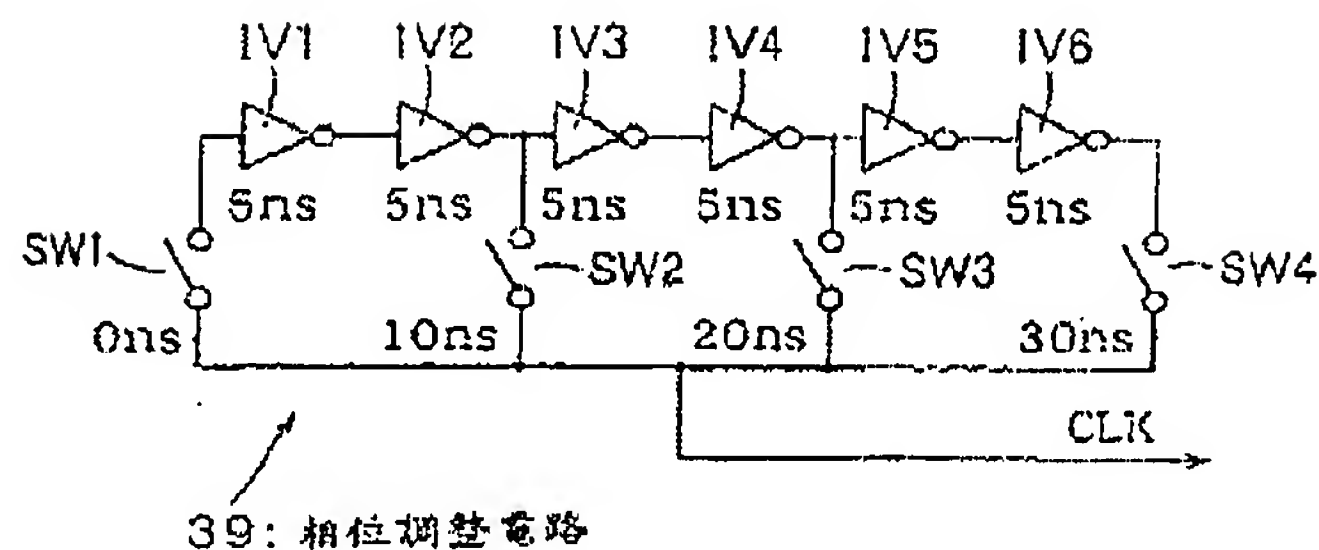 IV1 IV2 IV3 IV4 IV5 IV6
5ns 5ns 5ns 5ns 5ns 5ns
SW1 SW2 SW3 SW4
0ns 10ns 20ns 30ns
CLK
39: 相位調整電路